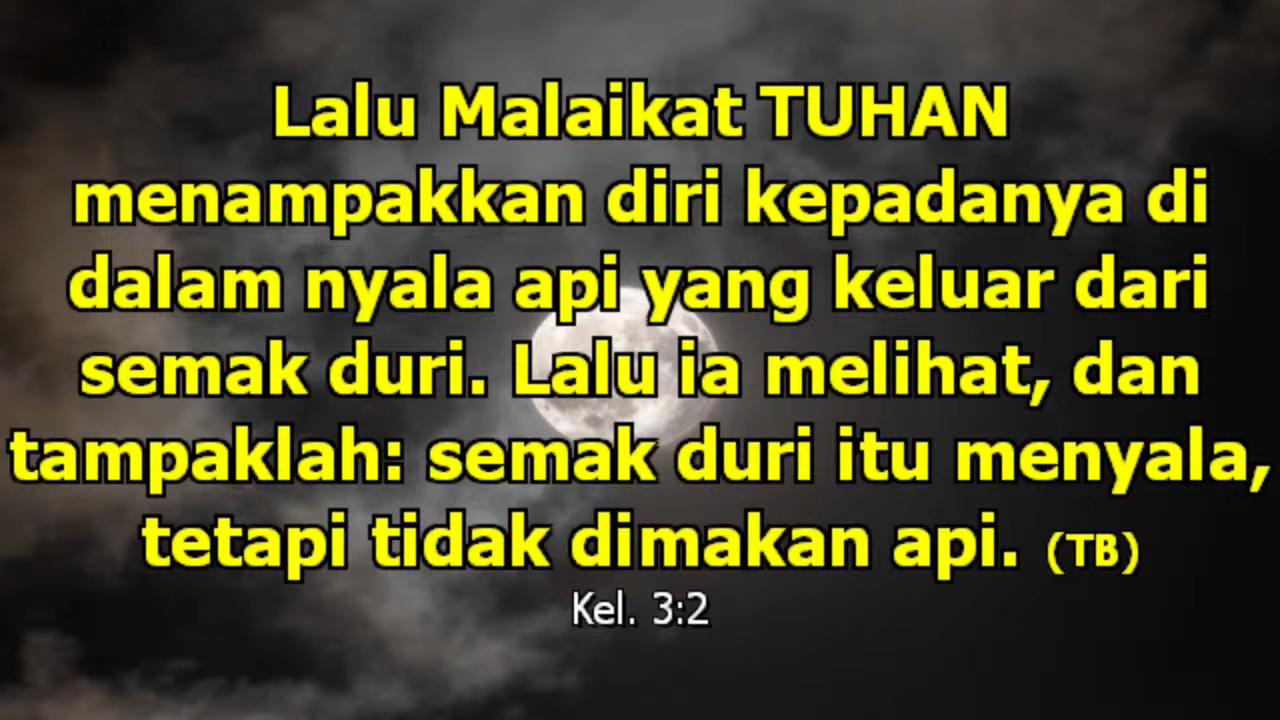 Lalu Malaikat TUHAN
menampakkan diri kepadanya di
dalam nyala api yang keluar dari
semak duri. Lalu ia melihat, dan
tampaklah: semak duri itu menyala,
tetapi tidak dimakan api. (TB)
Kel. 3:2